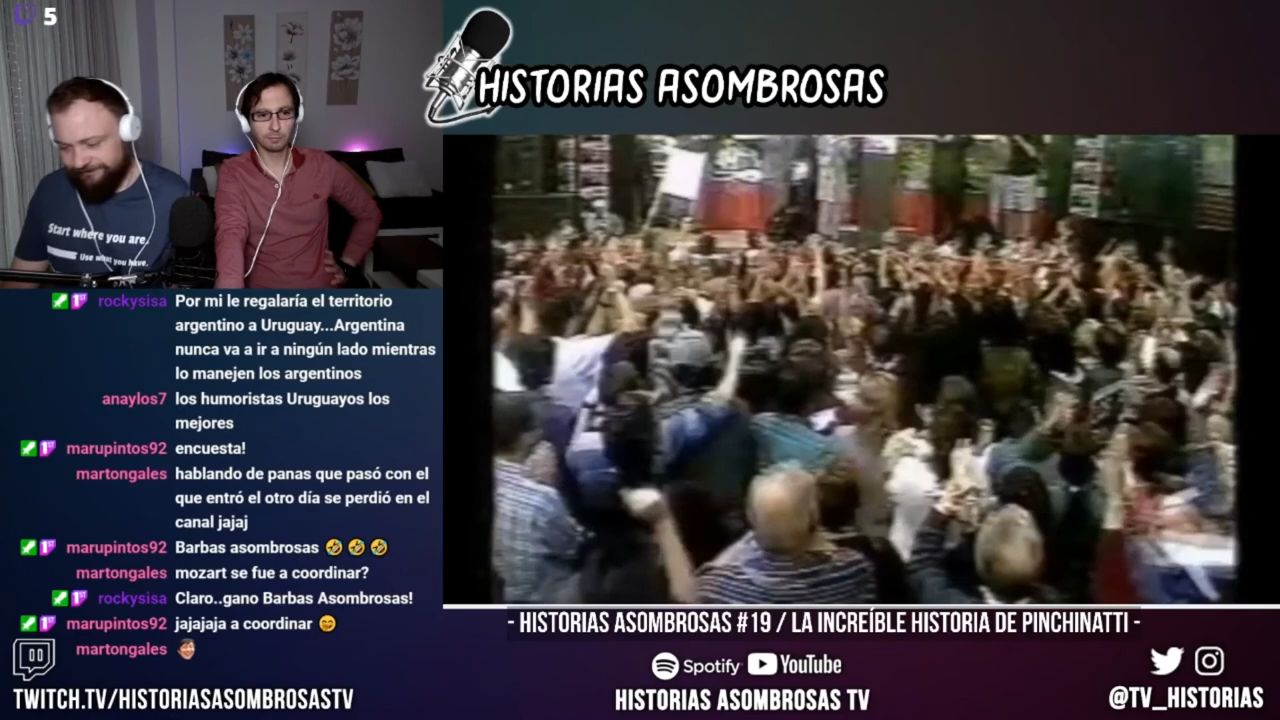 5
HISTORIAS ASOMBROSAS
Start where you are.
Use what you have.
rockysisa Por mi le regalaría el territorio
argentino a Uruguay...Argentina
nunca va a ir a ningún lado mientras
lo manejen los argentinos
anaylos7 los humoristas Uruguayos los
mejores
marupintos92 encuesta!
martongales hablando de panas que pasó con el
que entró el otro día se perdió en el
canal jajaj
marupintos92 Barbas asombrosas 🤣 🤣 🤣
martongales mozart se fue a coordinar?
rockysisa Claro..gano Barbas Asombrosas!
marupintos92 jajajaja a coordinar 😁
martongales
TWITCH.TV/HISTORIASASOMBROSASTV
- HISTORIAS ASOMBROSAS #19 / LA INCREÍBLE HISTORIA DE PINCHINATTI -
Spotify YouTube
HISTORIAS ASOMBROSAS TV
@TV_HISTORIAS